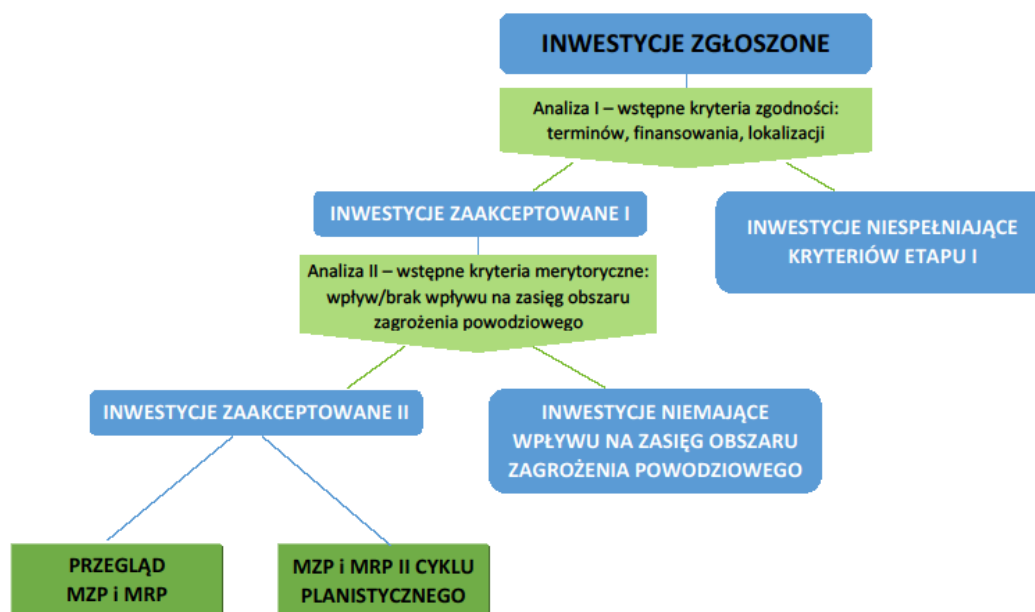 INWESTYCJE ZGŁOSZONE
Analiza I – wstępne kryteria zgodności:
terminów, finansowania, lokalizacji
INWESTYCJE ZAAKCEPTOWANE I
INWESTYCJE NIESPEŁNIAJĄCE
KRYTERIÓW ETAPU I
Analiza II – wstępne kryteria merytoryczne:
wpływ/brak wpływu na zasięg obszaru
zagrożenia powodziowego
INWESTYCJE ZAAKCEPTOWANE II
INWESTYCJE NIEMAJĄCE
WPŁYWU NA ZASIĘG OBSZARU
ZAGROŻENIA POWODZIOWEGO
PRZEGLĄD
MZP i MRP
MZP i MRP II CYKLU
PLANISTYCZNEGO